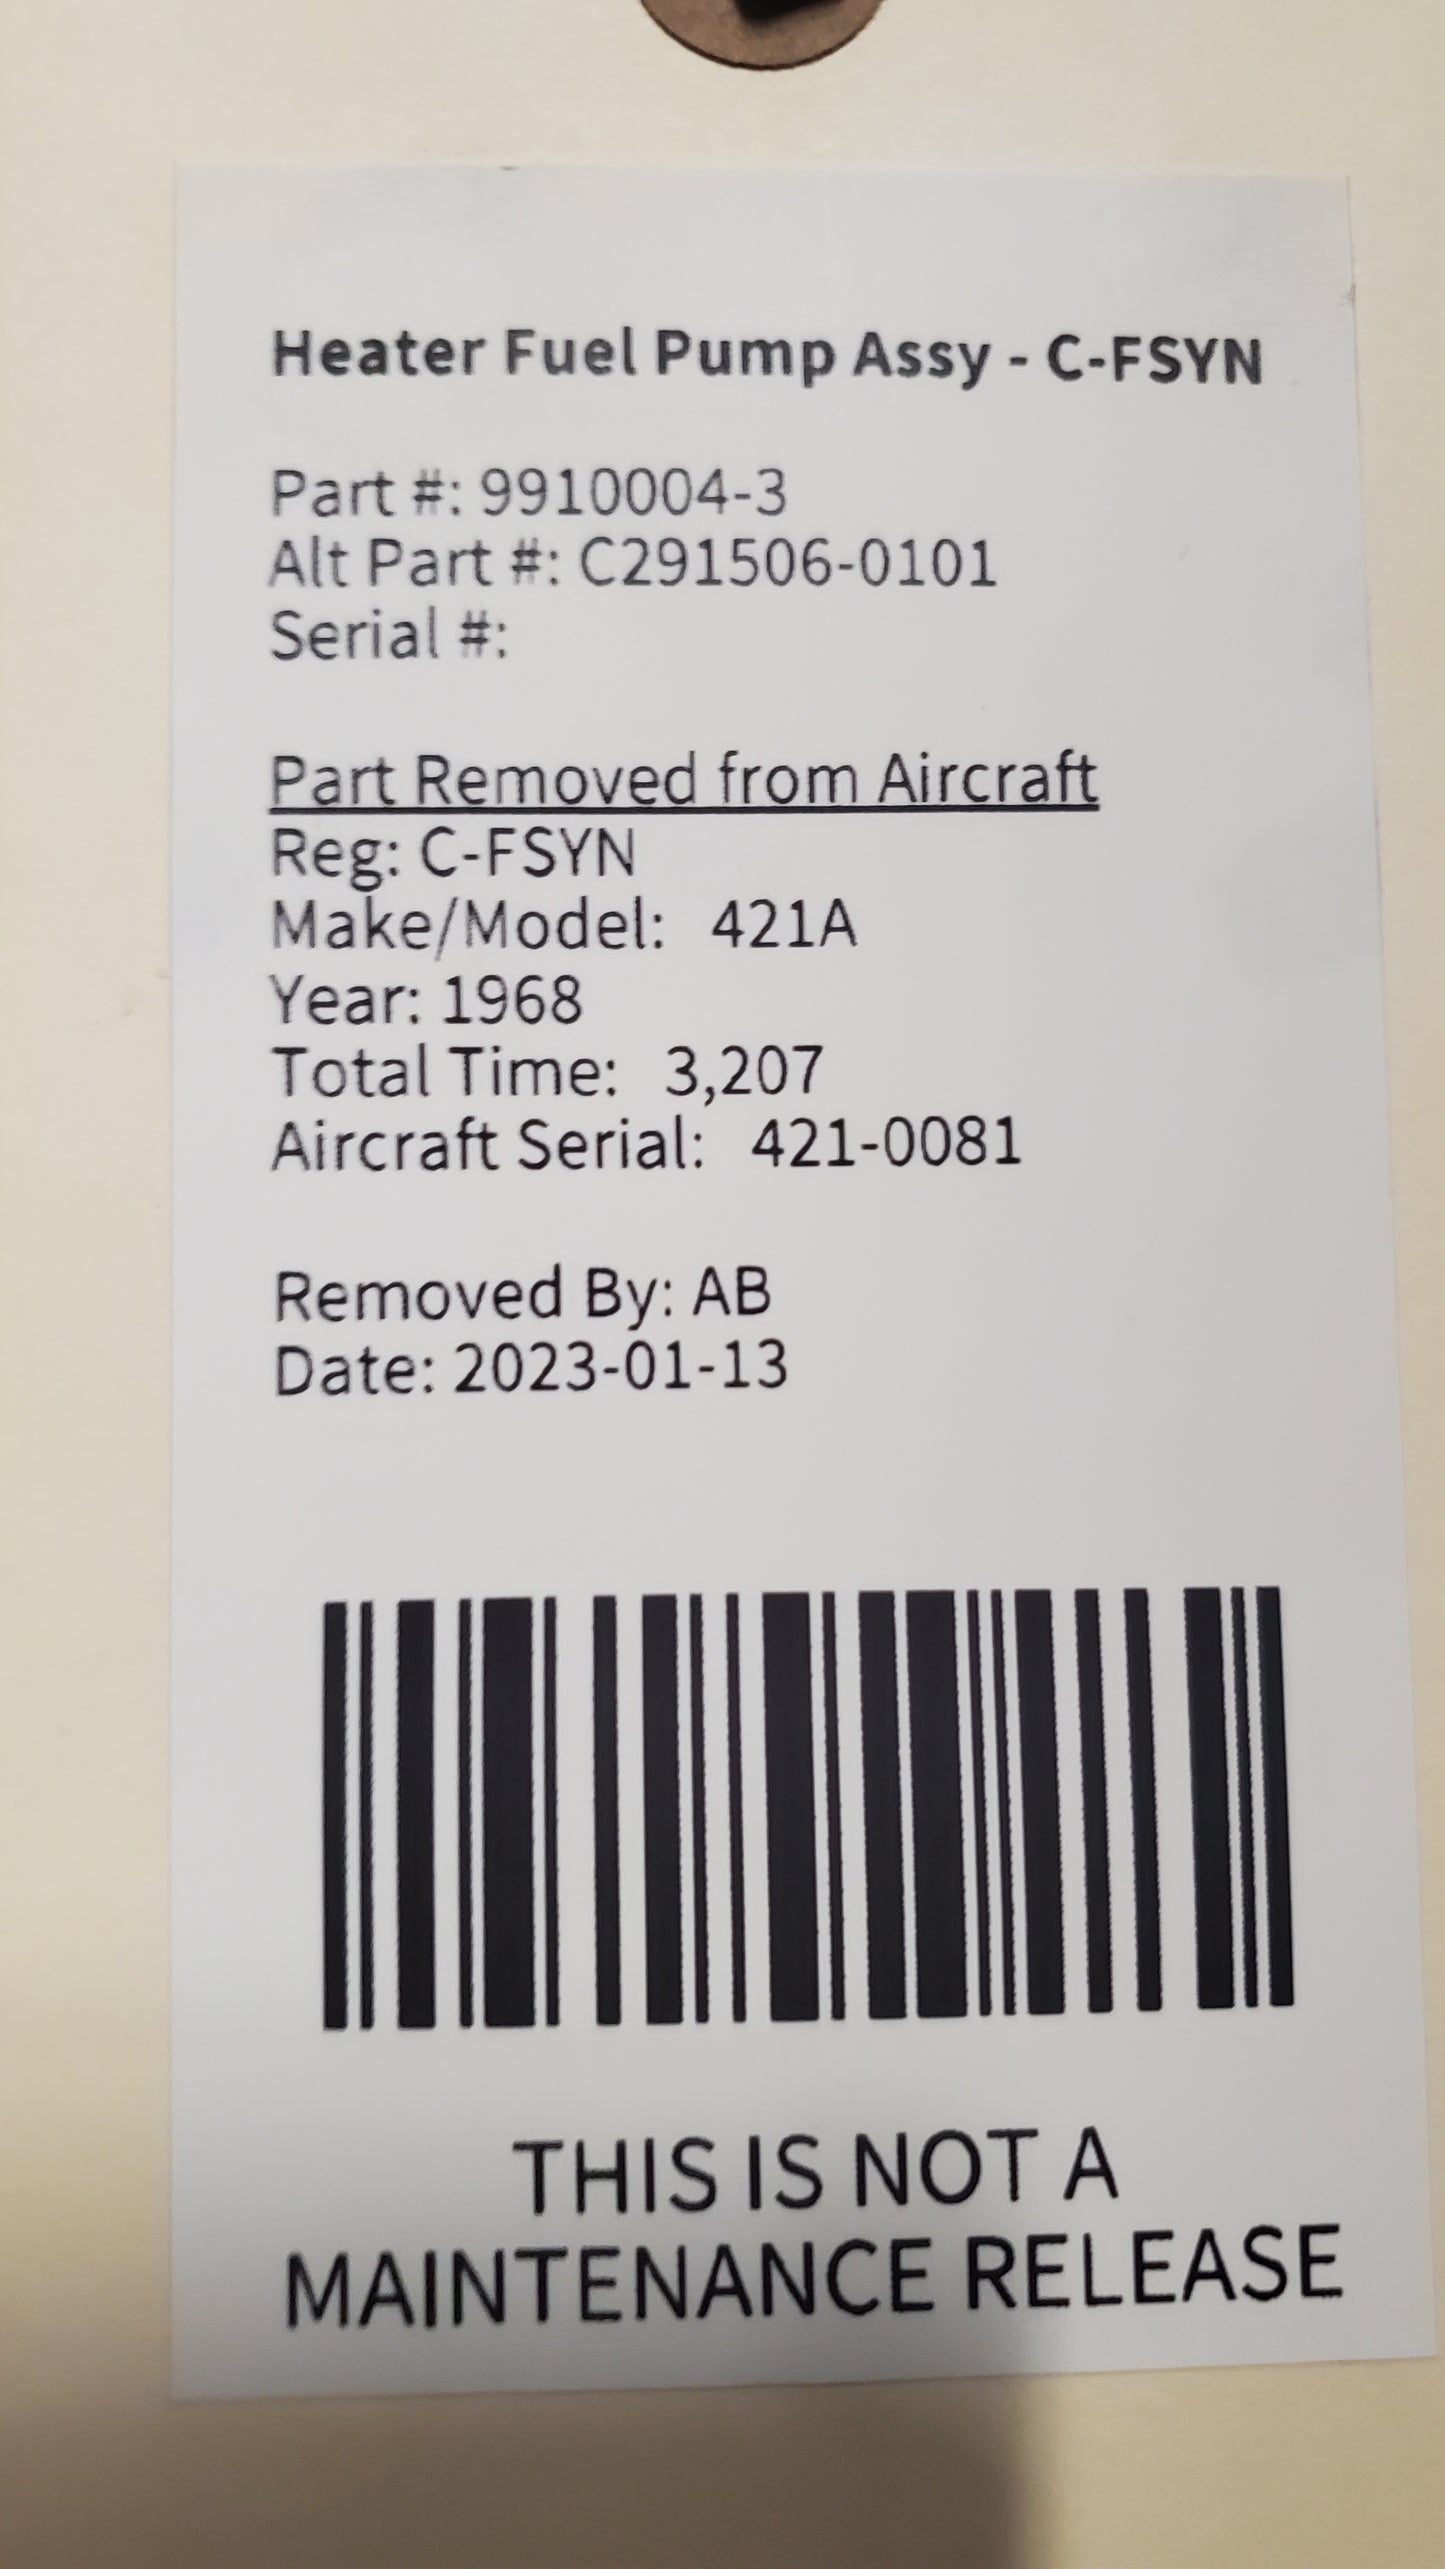 Heater Fuel Pump Assy - C-FSYN
Part #: 9910004-3
Alt Part #: C291506-0101
Serial #:
Part Removed from Aircraft
Reg: C-FSYN
Make/Model: 421A
Year: 1968
Total Time: 3,207
Aircraft Serial: 421-0081
Removed By: AB
Date: 2023-01-13
THIS IS NOT A
MAINTENANCE RELEASE